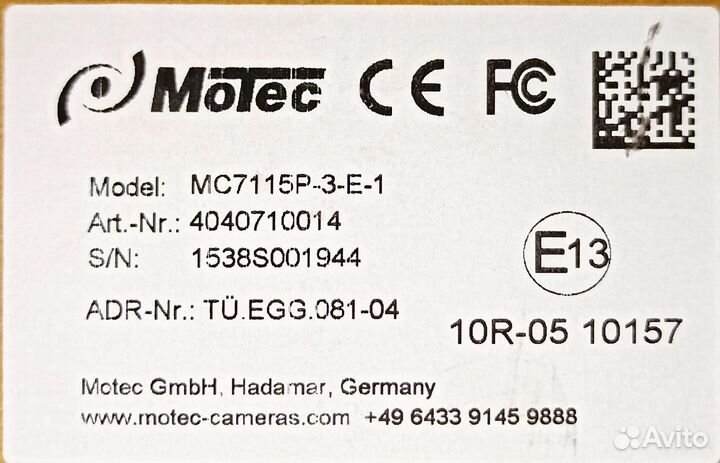 MOTEC CE FC
Model: MC7115P-3-E-1
Art.-Nr.: 4040710014
S/N: 1538S001944
ADR-Nr.: TÜ.EGG.081-04
E13
10R-05 10157
Motec GmbH, Hadamar, Germany
www.motec-cameras.com +49 6433 9145 9888
Avito